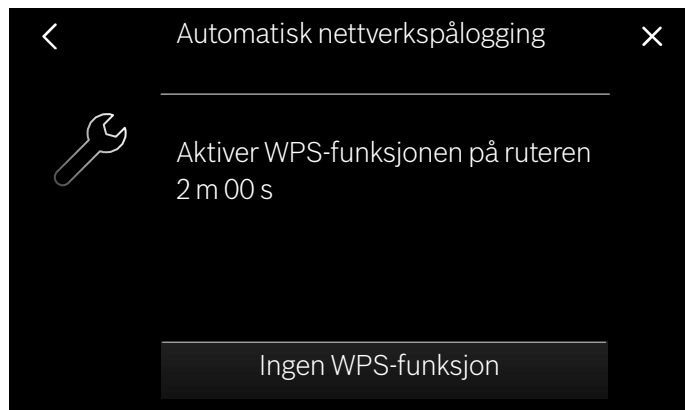 Automatisk nettverkspålogging
Aktiver WPS-funksjonen på ruteren
2 m 00 s
Ingen WPS-funksjon